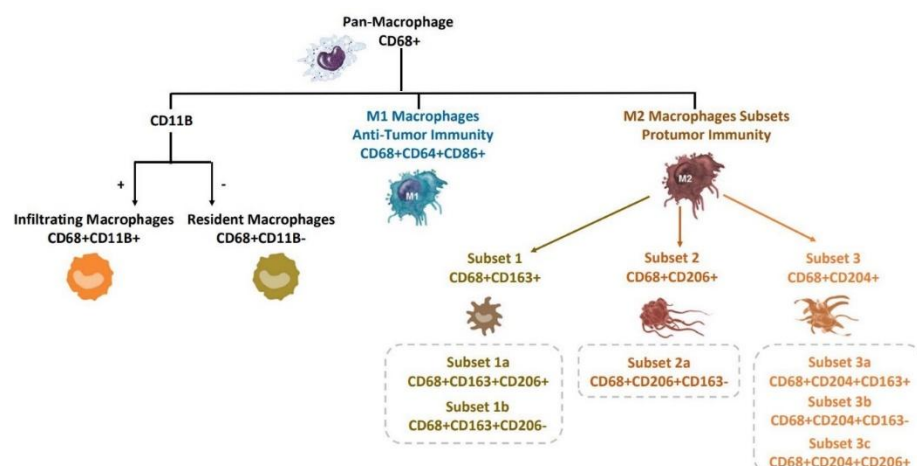 Pan-Macrophage
CD68+
CD11B
+
-
Infiltrating Macrophages
CD68+CD11B+
Resident Macrophages
CD68+CD11B-
M1 Macrophages
Anti-Tumor Immunity
CD68+CD64+CD86+
M1
M2 Macrophages Subsets
Protumor Immunity
M2
Subset 1
CD68+CD163+
Subset 2
CD68+CD206+
Subset 3
CD68+CD204+
Subset 1a
CD68+CD163+CD206+
Subset 1b
CD68+CD163+CD206-
Subset 2a
CD68+CD206+CD163-
Subset 3a
CD68+CD204+CD163+
Subset 3b
CD68+CD204+CD163-
Subset 3c
CD68+CD204+CD206+